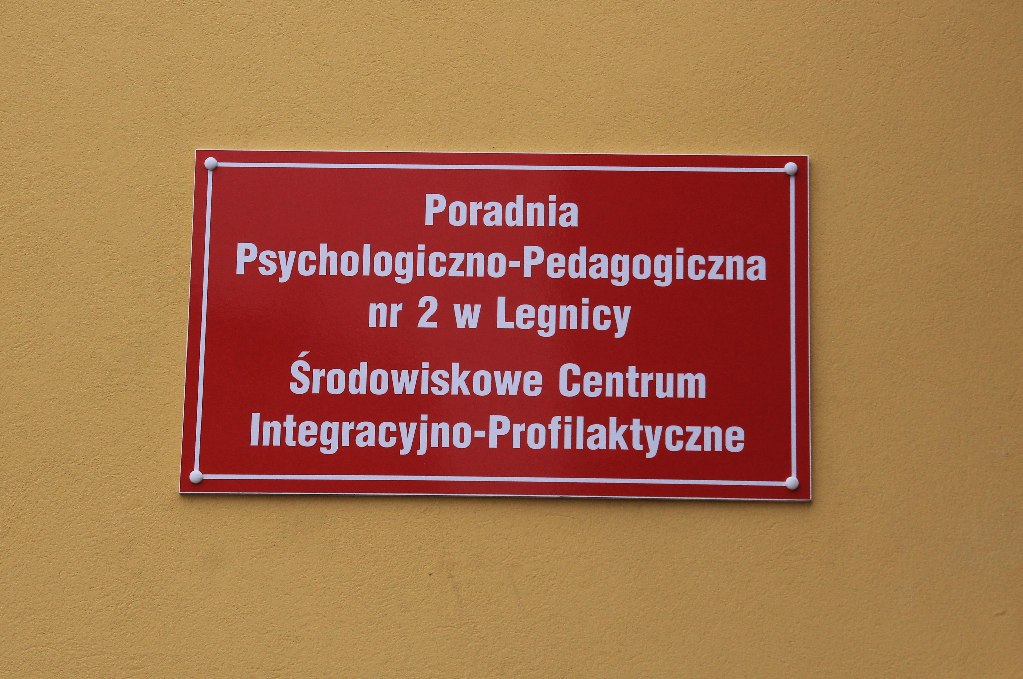 Poradnia
Psychologiczno-Pedagogiczna
nr 2 w Legnicy
Środowiskowe Centrum
Integracyjno-Profilaktyczne